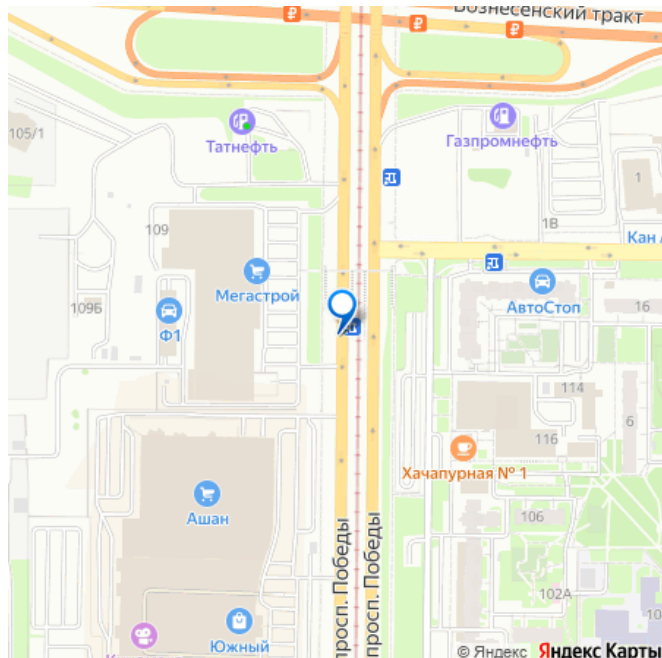 Вознесенский тракт
105/1
Татнефть
Газпромнефть
1
1В
109
Кан
Мегастрой
АвтоСтоп
109Б
Ф1
16
114
6
116
Хачапурная № 1
Ашан
106
просп. Победы
просп. Победы
102А
Южный
© Яндекс Яндекс Карты